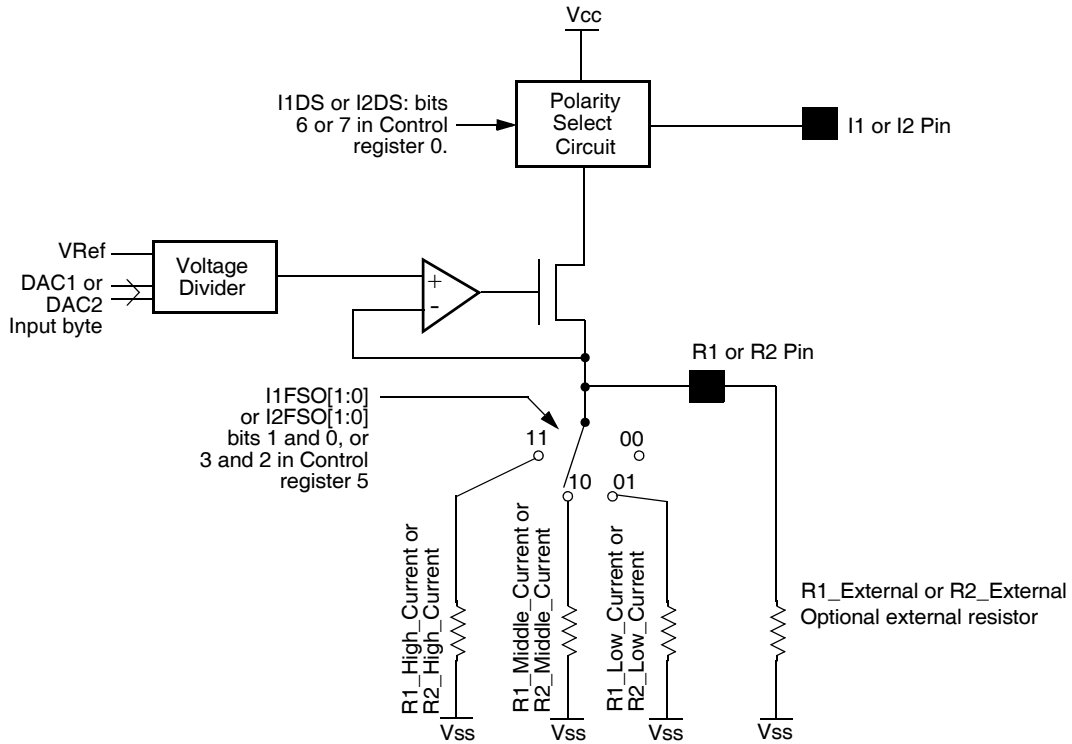 Vcc
I1DS or I2DS: bits
6 or 7 in Control
register 0.
Polarity
Select
Circuit
I1 or I2 Pin
VRef
DAC1 or
DAC2
Input byte
Voltage
Divider
+
-
R1 or R2 Pin
I1FSO[1:0]
or I2FSO[1:0]
bits 1 and 0, or
3 and 2 in Control
register 5
11
00
10
01
R1_High_Current or
R2_High_Current
R1_Middle_Current or
R2_Middle_Current
R1_Low_Current or
R2_Low_Current
R1_External or R2_External
Optional external resistor
Vss
Vss
Vss
Vss